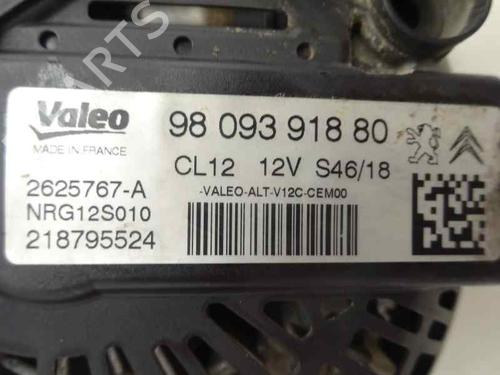 PARTS
Valeo
MADE IN FRANCE
98 093 918 80
CL12 12V S46/18
-VALEO-ALT-V12C-CEM00
2625767-A
NRG12S010
218795524